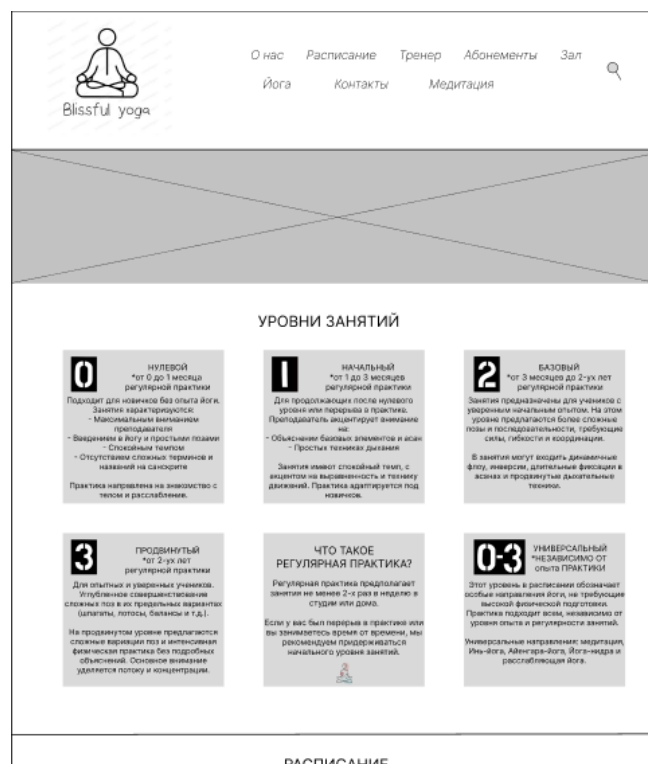 О нас Расписание Тренер Абонементы Зал
Йога Контакты Медитация
Blissful yoga
УРОВНИ ЗАНЯТИЙ
0
НУЛЕВОЙ
*от 0 до 1 месяца
регулярной практики
Подходит для новичков без опыта йоги.
Занятия характеризуются:
- Максимальным вниманием
преподавателя
- Введением в йогу и простыми позами
- Спокойным темпом
- Отсутствием сложных терминов и
названий на санскрите
Практика направлена на знакомство с
телом и расслабление.
1
НАЧАЛЬНЫЙ
*от 1 до 3 месяцев
регулярной практики
Для продолжающих после нулевого
уровня или перерыва в практике.
Преподаватель акцентирует внимание
на:
- Объяснении базовых элементов и асан
- Простых техниках дыхания
Занятия имеют спокойный темп, с
акцентом на выравненность и технику
движений. Практика адаптируется под
новичков.
2
БАЗОВЫЙ
*от 3 месяцев до 2-ух лет
регулярной практики
Занятия предназначены для учеников с
уверенным начальным опытом. На этом
уровне предлагаются более сложные
позы и последовательности, требующие
силы, гибкости и координации.
В занятия могут входить динамичные
флоу, инверсии, длительные фиксации в
асанах и продвинутые дыхательные
техники.
3
ПРОДВИНУТЫЙ
*от 2-ух лет
регулярной практики
Для опытных и уверенных учеников.
Углубленное совершенствование
сложных поз в их предельных вариантах
(шпагаты, лотосы, балансы и т.д.).
На продвинутом уровне предлагаются
сложные вариации поз и интенсивная
физическая практика без подробных
объяснений. Основное внимание
уделяется потоку и концентрации.
ЧТО ТАКОЕ
РЕГУЛЯРНАЯ ПРАКТИКА?
Регулярная практика предполагает
занятия не менее 2-х раз в неделю в
студии или дома.
Если у вас был перерыв в практике или
вы занимаетесь время от времени, мы
рекомендуем придерживаться
начального уровня занятий.
0-3
УНИВЕРСАЛЬНЫЙ
*НЕЗАВИСИМО ОТ
опыта ПРАКТИКИ
Этот уровень в расписании обозначает
особые направления йоги, не требующие
высокой физической подготовки.
Практика подходит всем, независимо от
уровня опыта и регулярности занятий.
Универсальные направления: медитация,
Инь-йога, Айенгара-йога, Йога-нидра и
расслабляющая йога.
РАСПИСАНИЕ